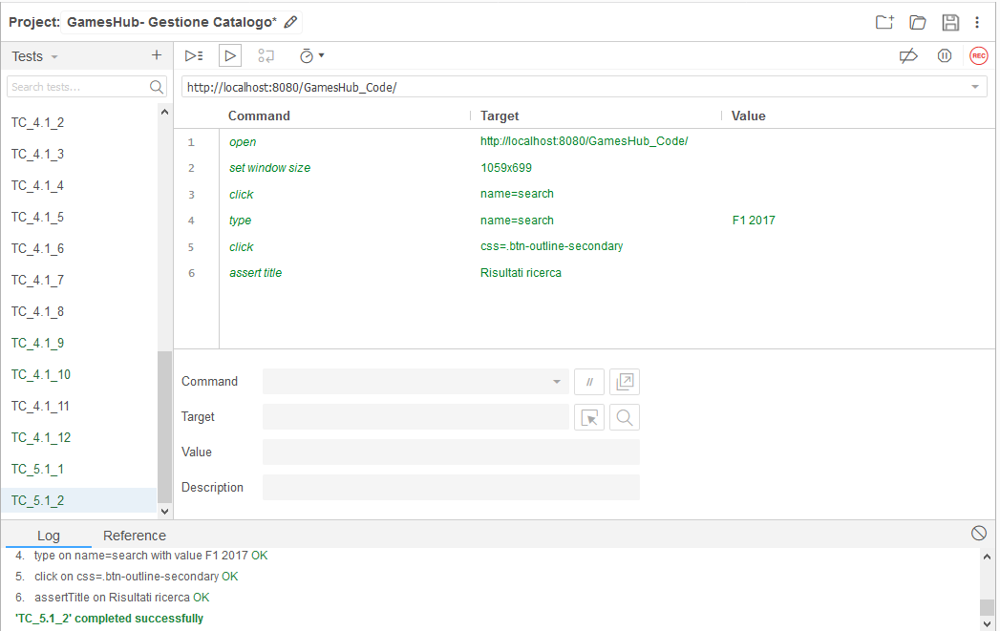 Project: GamesHub- Gestione Catalogo*
Tests
+
REC
Search tests...
http://localhost:8080/GamesHub_Code/
Command Target Value
1 open http://localhost:8080/GamesHub_Code/
2 set window size 1059x699
3 click name=search
4 type name=search F1 2017
5 click css=.btn-outline-secondary
6 assert title Risultati ricerca
TC_4.1_2
TC_4.1_3
TC_4.1_4
TC_4.1_5
TC_4.1_6
TC_4.1_7
TC_4.1_8
TC_4.1_9
TC_4.1_10
TC_4.1_11
TC_4.1_12
TC_5.1_1
TC_5.1_2
Command //
Target
Value
Description
Log Reference
4. type on name=search with value F1 2017 OK
5. click on css=.btn-outline-secondary OK
6. assertTitle on Risultati ricerca OK
'TC_5.1_2' completed successfully